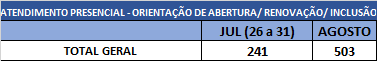 ATENDIMENTO PRESENCIAL - ORIENTAÇÃO DE ABERTURA/ RENOVAÇÃO/ INCLUSÃO
JUL (26 a 31) AGOSTO
TOTAL GERAL 241 503